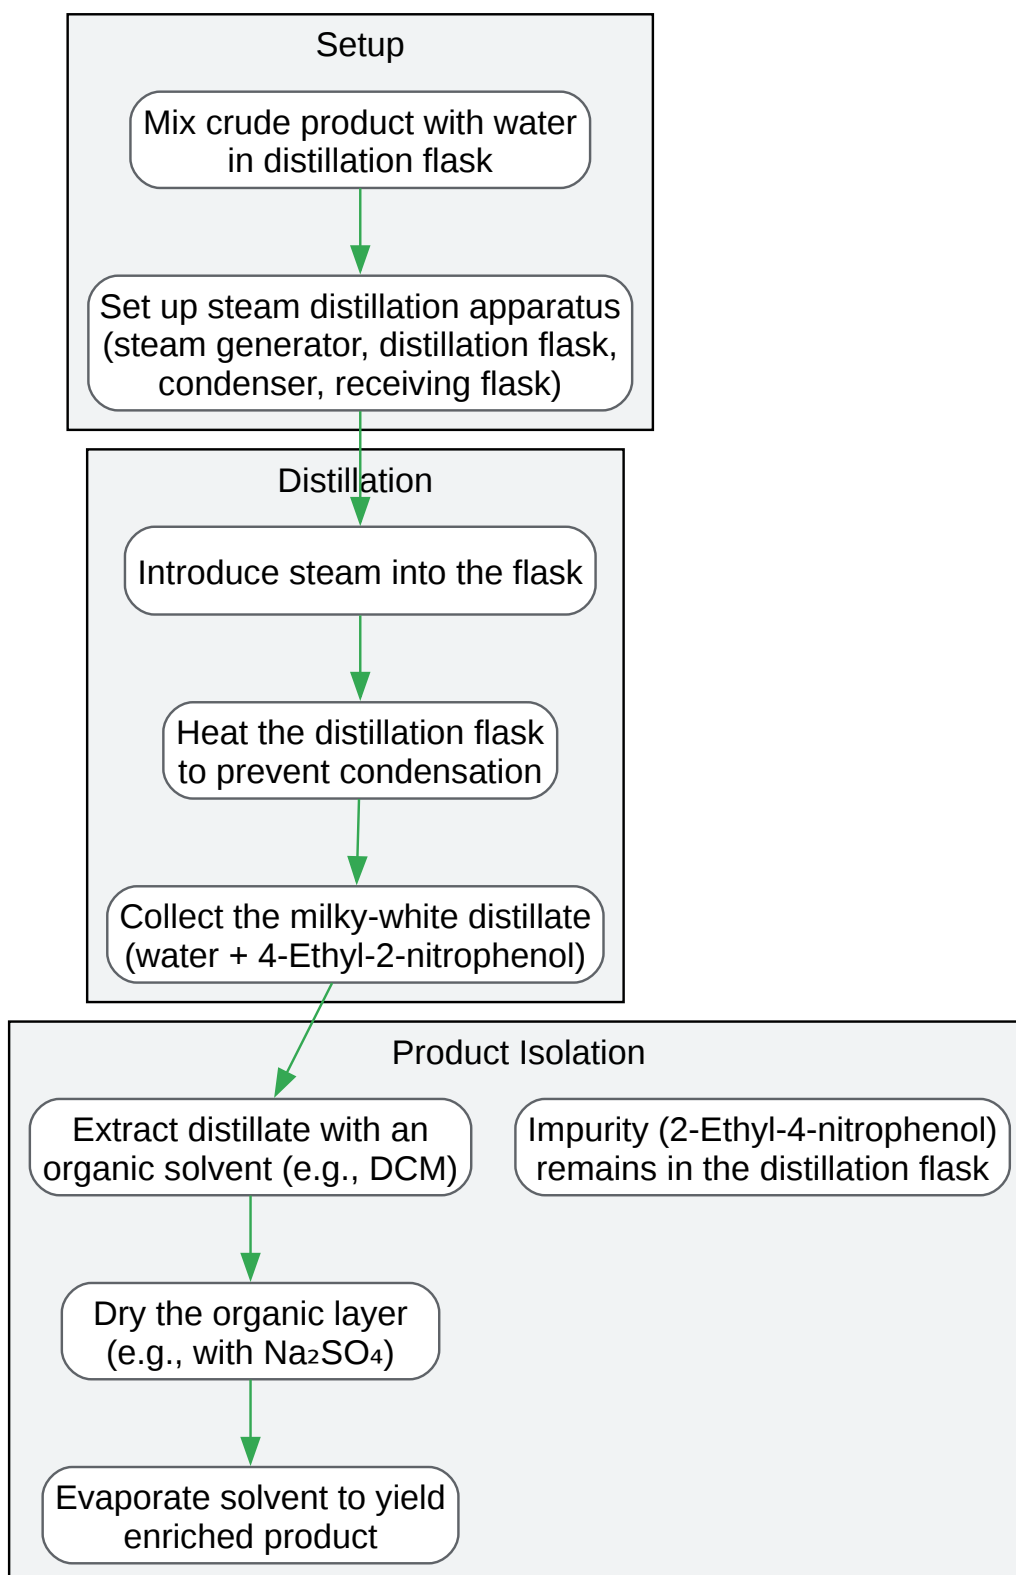 Setup
Mix crude product with water
in distillation flask
Set up steam distillation apparatus
(steam generator, distillation flask,
condenser, receiving flask)
Distillation
Introduce steam into the flask
Heat the distillation flask
to prevent condensation
Collect the milky-white distillate
(water + 4-Ethyl-2-nitrophenol)
Product Isolation
Extract distillate with an
organic solvent (e.g., DCM)
Impurity (2-Ethyl-4-nitrophenol)
remains in the distillation flask
Dry the organic layer
(e.g., with Na₂SO₄)
Evaporate solvent to yield
enriched product